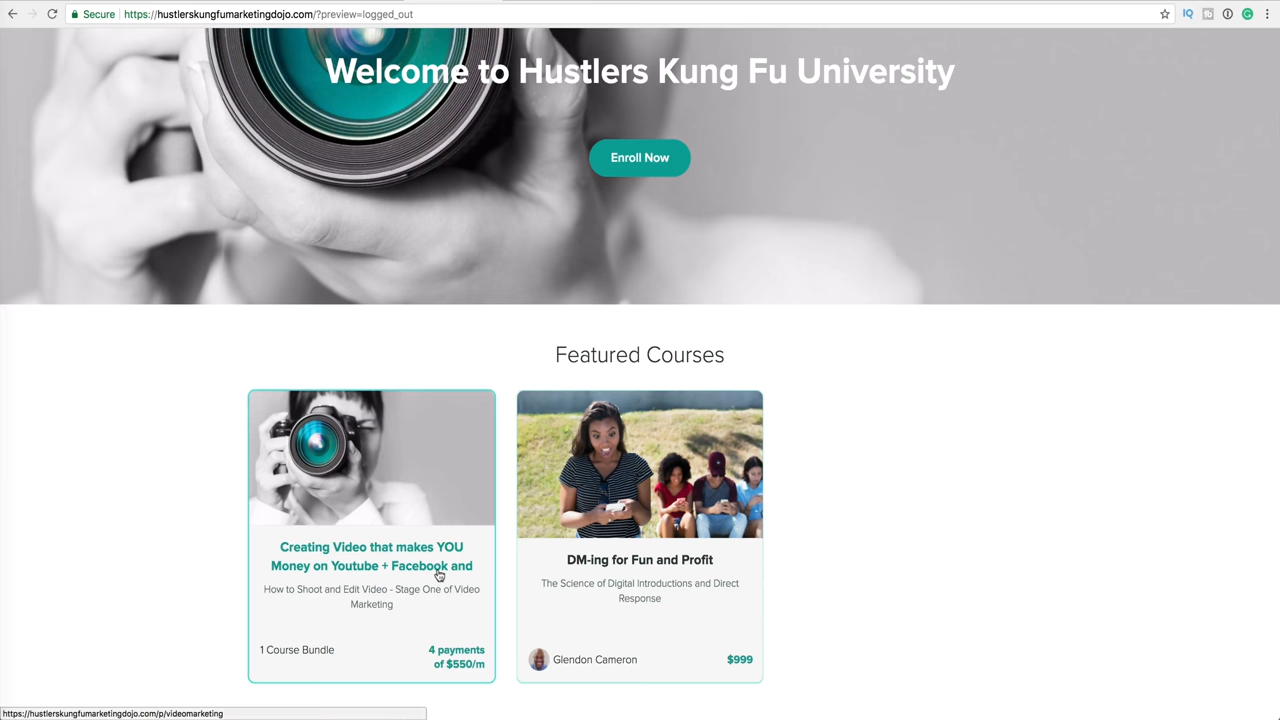 Secure
https://hustlerskungfumarketingdojo.com/?preview=logged_out
Welcome to Hustlers Kung Fu University
Enroll Now
Featured Courses
Creating Video that makes YOU
Money on Youtube + Facebook and
How to Shoot and Edit Video - Stage One of Video
Marketing
1 Course Bundle
4 payments
of $550/m
DM-ing for Fun and Profit
The Science of Digital Introductions and Direct
Response
Glendon Cameron
$999
https://hustlerskungfumarketingdojo.com/p/videomarketing